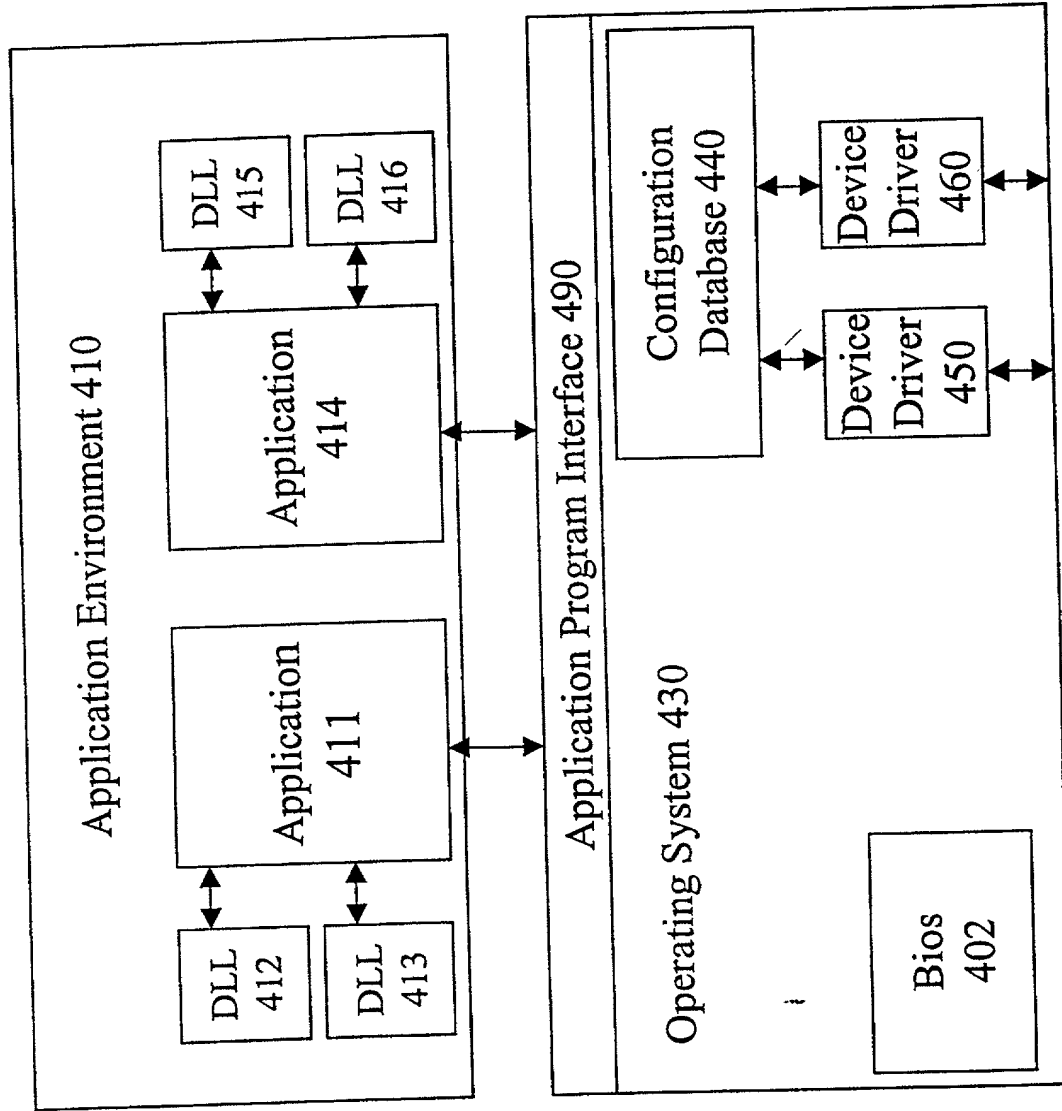 Application Environment 410
DLL
412
DLL
413
Application
411
Application
414
DLL
415
DLL
416
Application Program Interface 490
Operating System 430
Bios
402
Configuration
Database 440
Device
Driver
450
Device
Driver
460